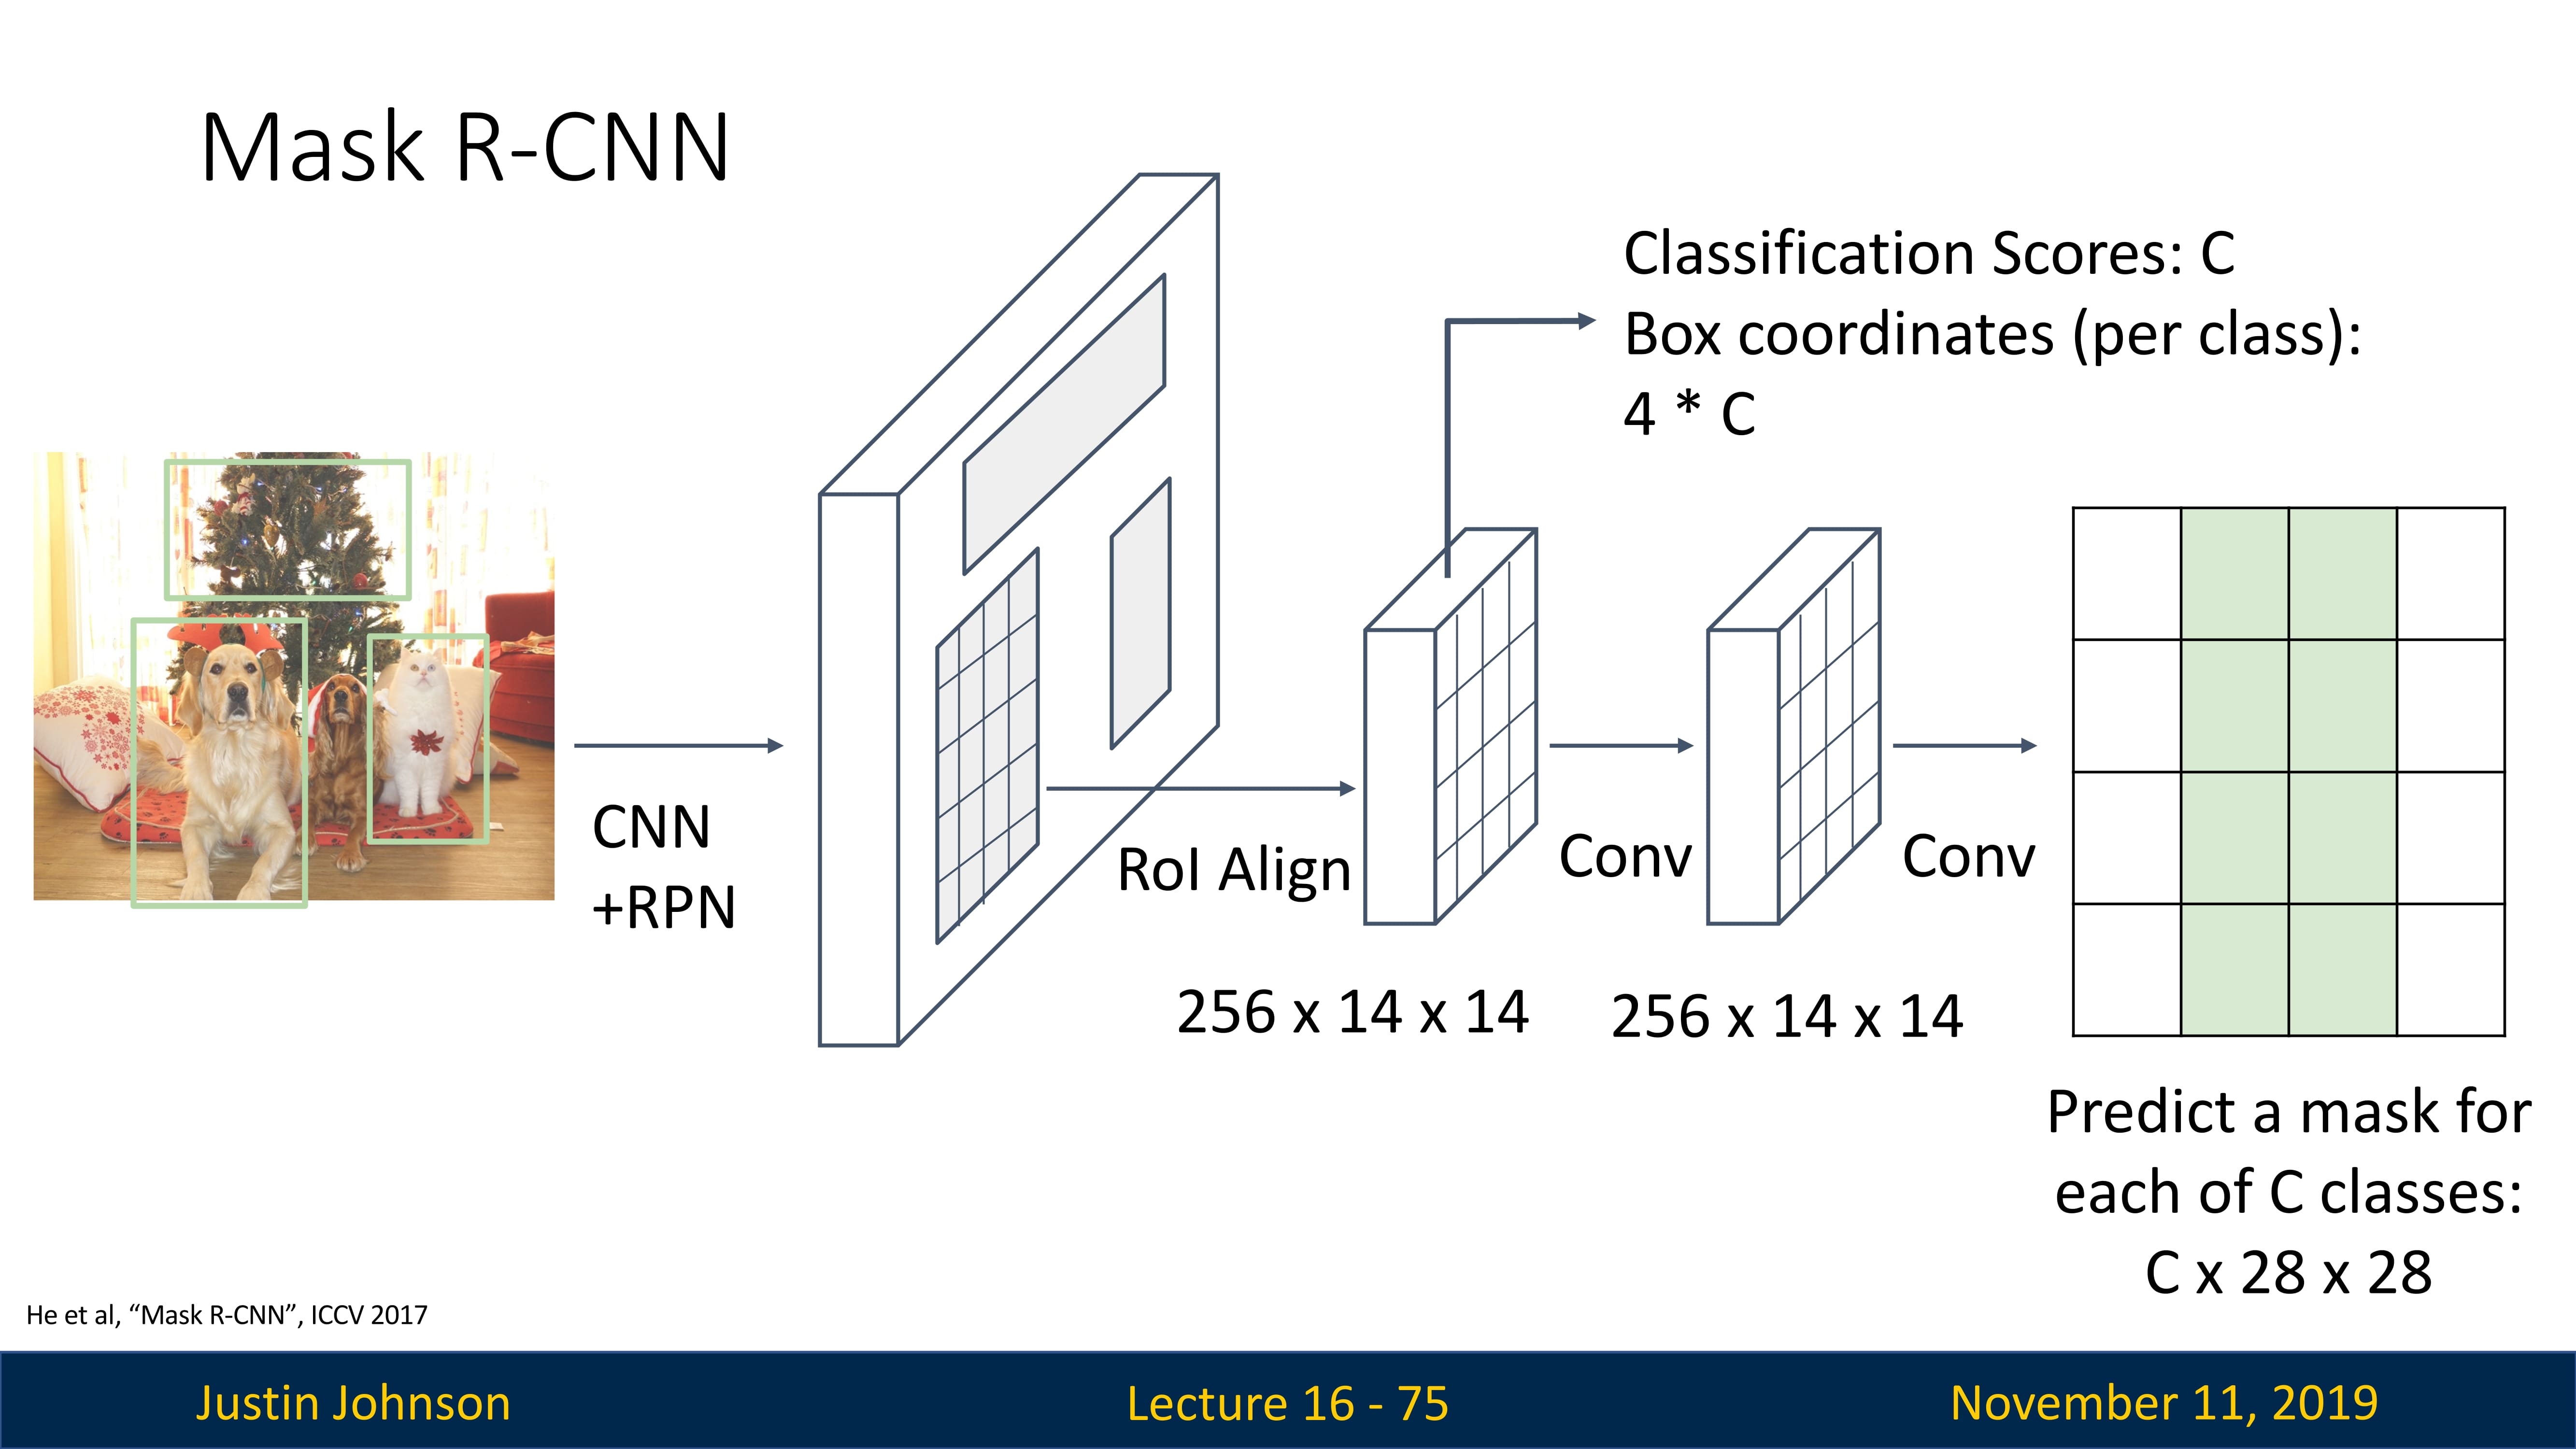 Mask R-CNN
Classification Scores: C
Box coordinates (per class):
4 * C
CNN
+RPN
RoI Align
Conv
Conv
256 x 14 x 14
256 x 14 x 14
Predict a mask for
each of C classes:
C x 28 x 28
He et al, “Mask R-CNN”, ICCV 2017
Justin Johnson
Lecture 16 - 75
November 11, 2019